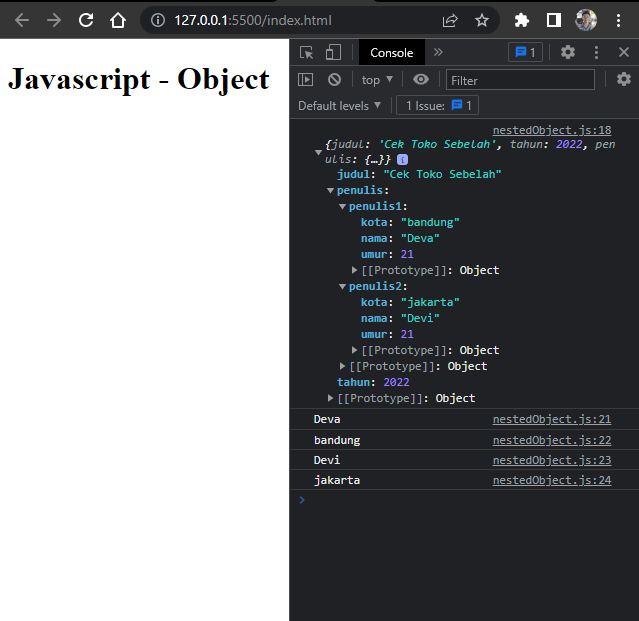 127.0.0.1:5500/index.html
Javascript - Object
Console
1
top
Filter
Default levels
1 Issue: 1
nestedObject.js:18
{judul: 'Cek Toko Sebelah', tahun: 2022, pen
ulis: {…}} i
judul: "Cek Toko Sebelah"
penulis:
penulis1:
kota: "bandung"
nama: "Deva"
umur: 21
[[Prototype]]: Object
penulis2:
kota: "jakarta"
nama: "Devi"
umur: 21
[[Prototype]]: Object
[[Prototype]]: Object
tahun: 2022
[[Prototype]]: Object
Deva nestedObject.js:21
bandung nestedObject.js:22
Devi nestedObject.js:23
jakarta nestedObject.js:24